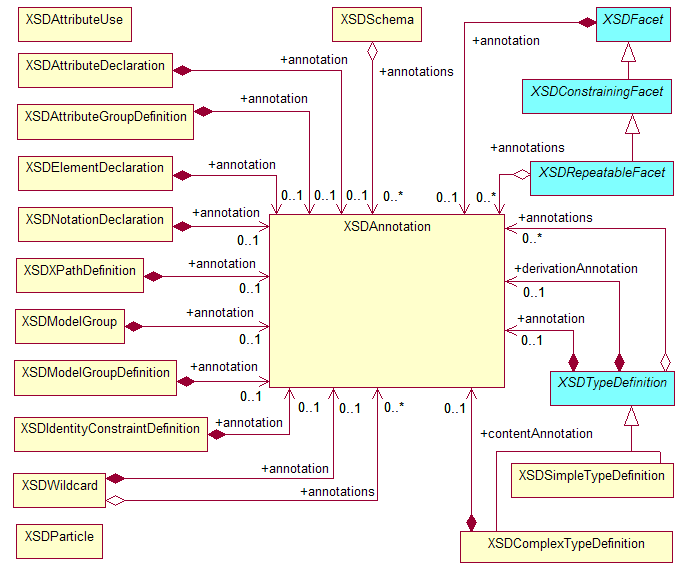 XSDAttributeUse
XSDSchema
XSDFacet
+annotation
XSDAttributeDeclaration
+annotation
+annotations
XSDConstrainingFacet
XSDAttributeGroupDefinition
+annotation
+annotations
XSDElementDeclaration
+annotation
XSDRepeatableFacet
0..1
0..1
0..1
0..*
0..1
0..*
XSDNotationDeclaration
+annotation
0..1
XSDAnnotation
+annotations
0..*
XSDXPathDefinition
+annotation
0..1
+derivationAnnotation
0..1
XSDModelGroup
+annotation
0..1
+annotation
0..1
XSDModelGroupDefinition
+annotation
0..1
XSDTypeDefinition
0..1
0..1
0..*
0..1
XSDIdentityConstraintDefinition
+annotation
+contentAnnotation
XSDWildcard
+annotation
+annotations
XSDSimpleTypeDefinition
XSDParticle
XSDComplexTypeDefinition